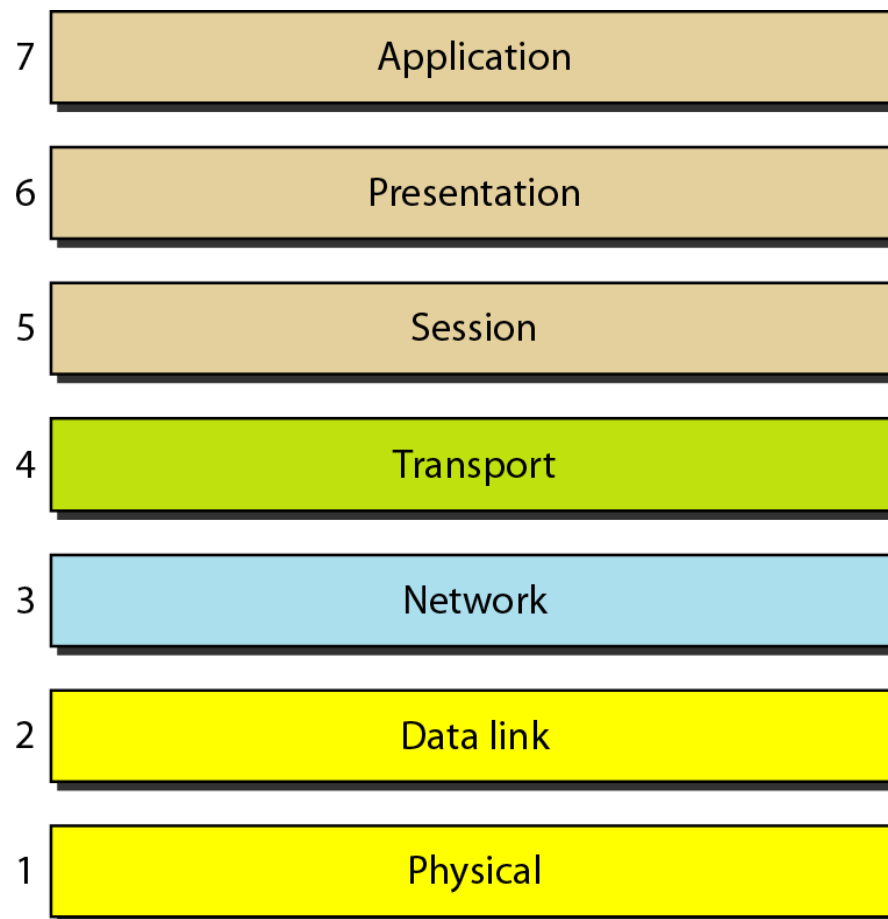 7 Application
6 Presentation
5 Session
4 Transport
3 Network
2 Data link
1 Physical